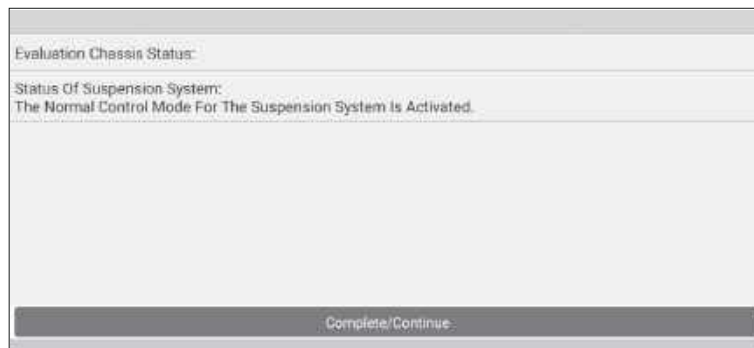 Evaluation Chassis Status:
Status Of Suspension System:
The Normal Control Mode For The Suspension System Is Activated.
Complete/Continue